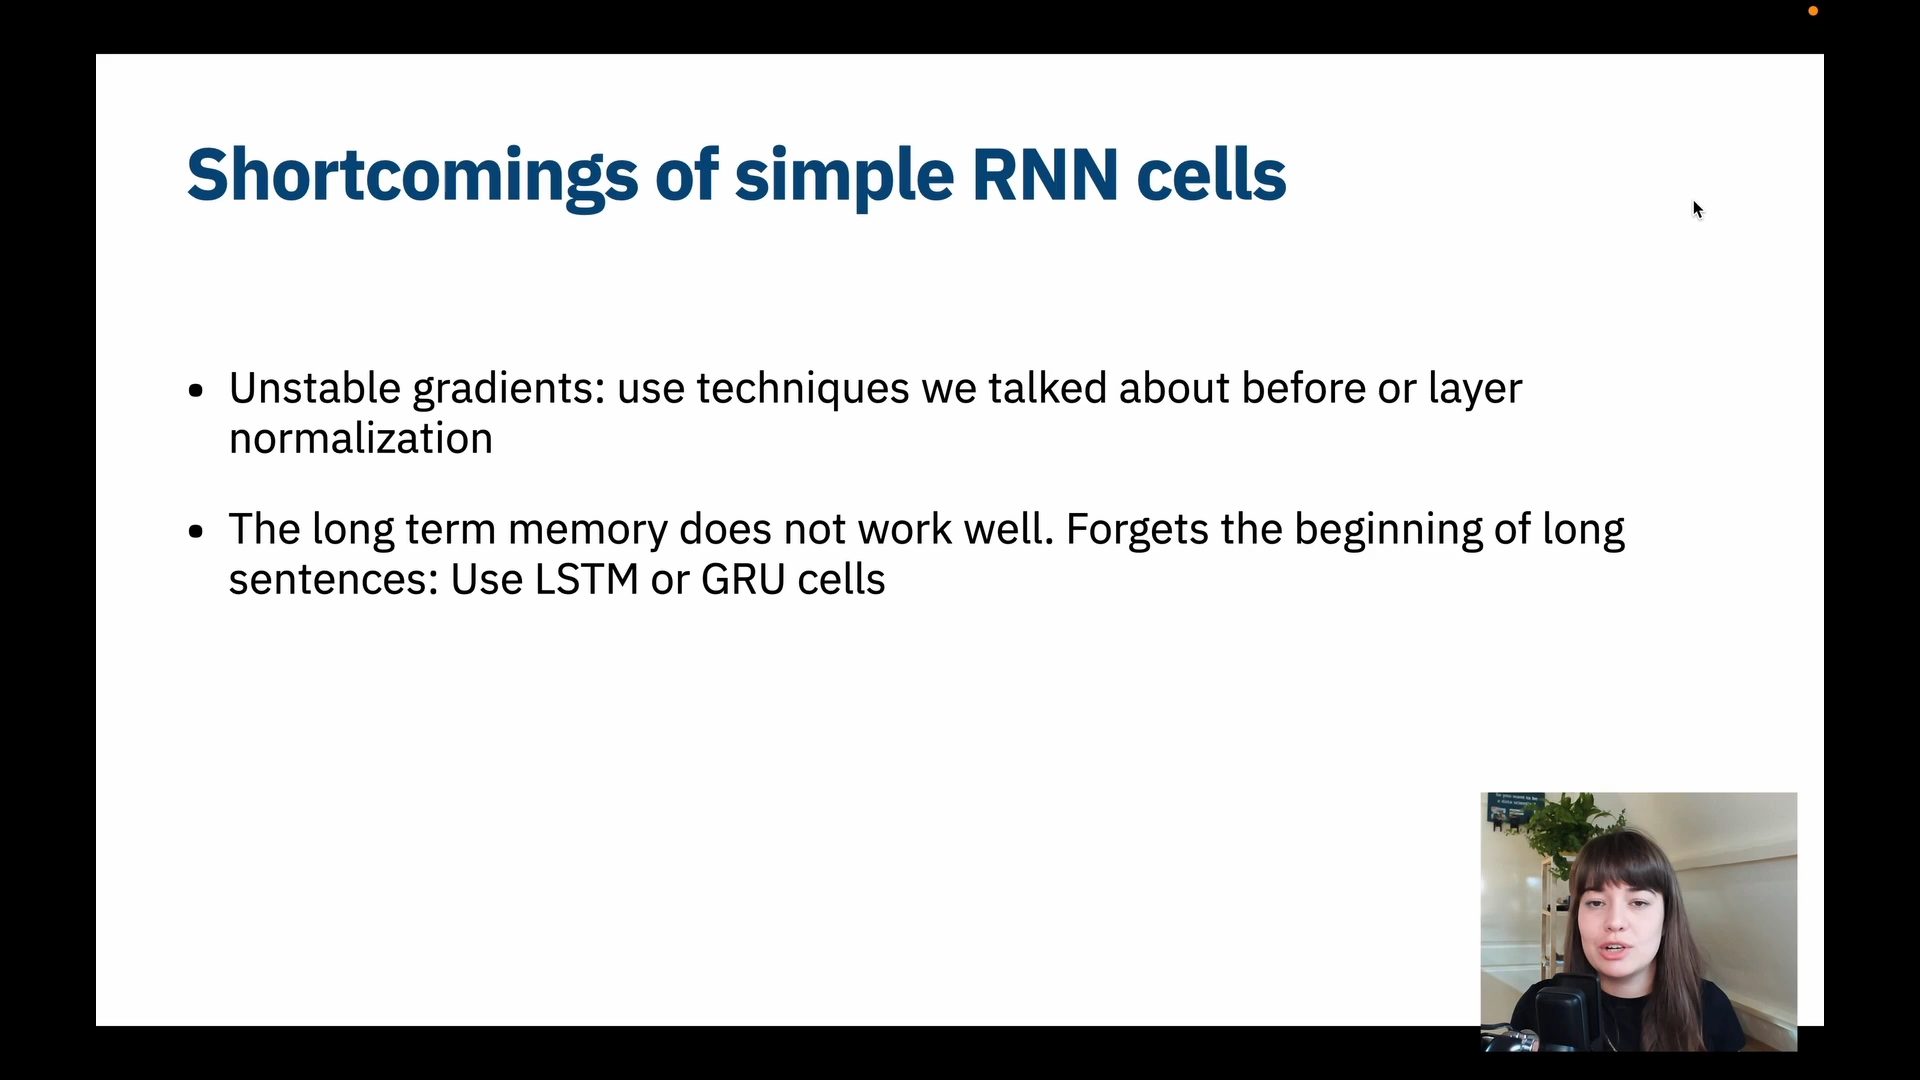 Shortcomings of simple RNN cells
• Unstable gradients: use techniques we talked about before or layer
normalization
• The long term memory does not work well. Forgets the beginning of long
sentences: Use LSTM or GRU cells